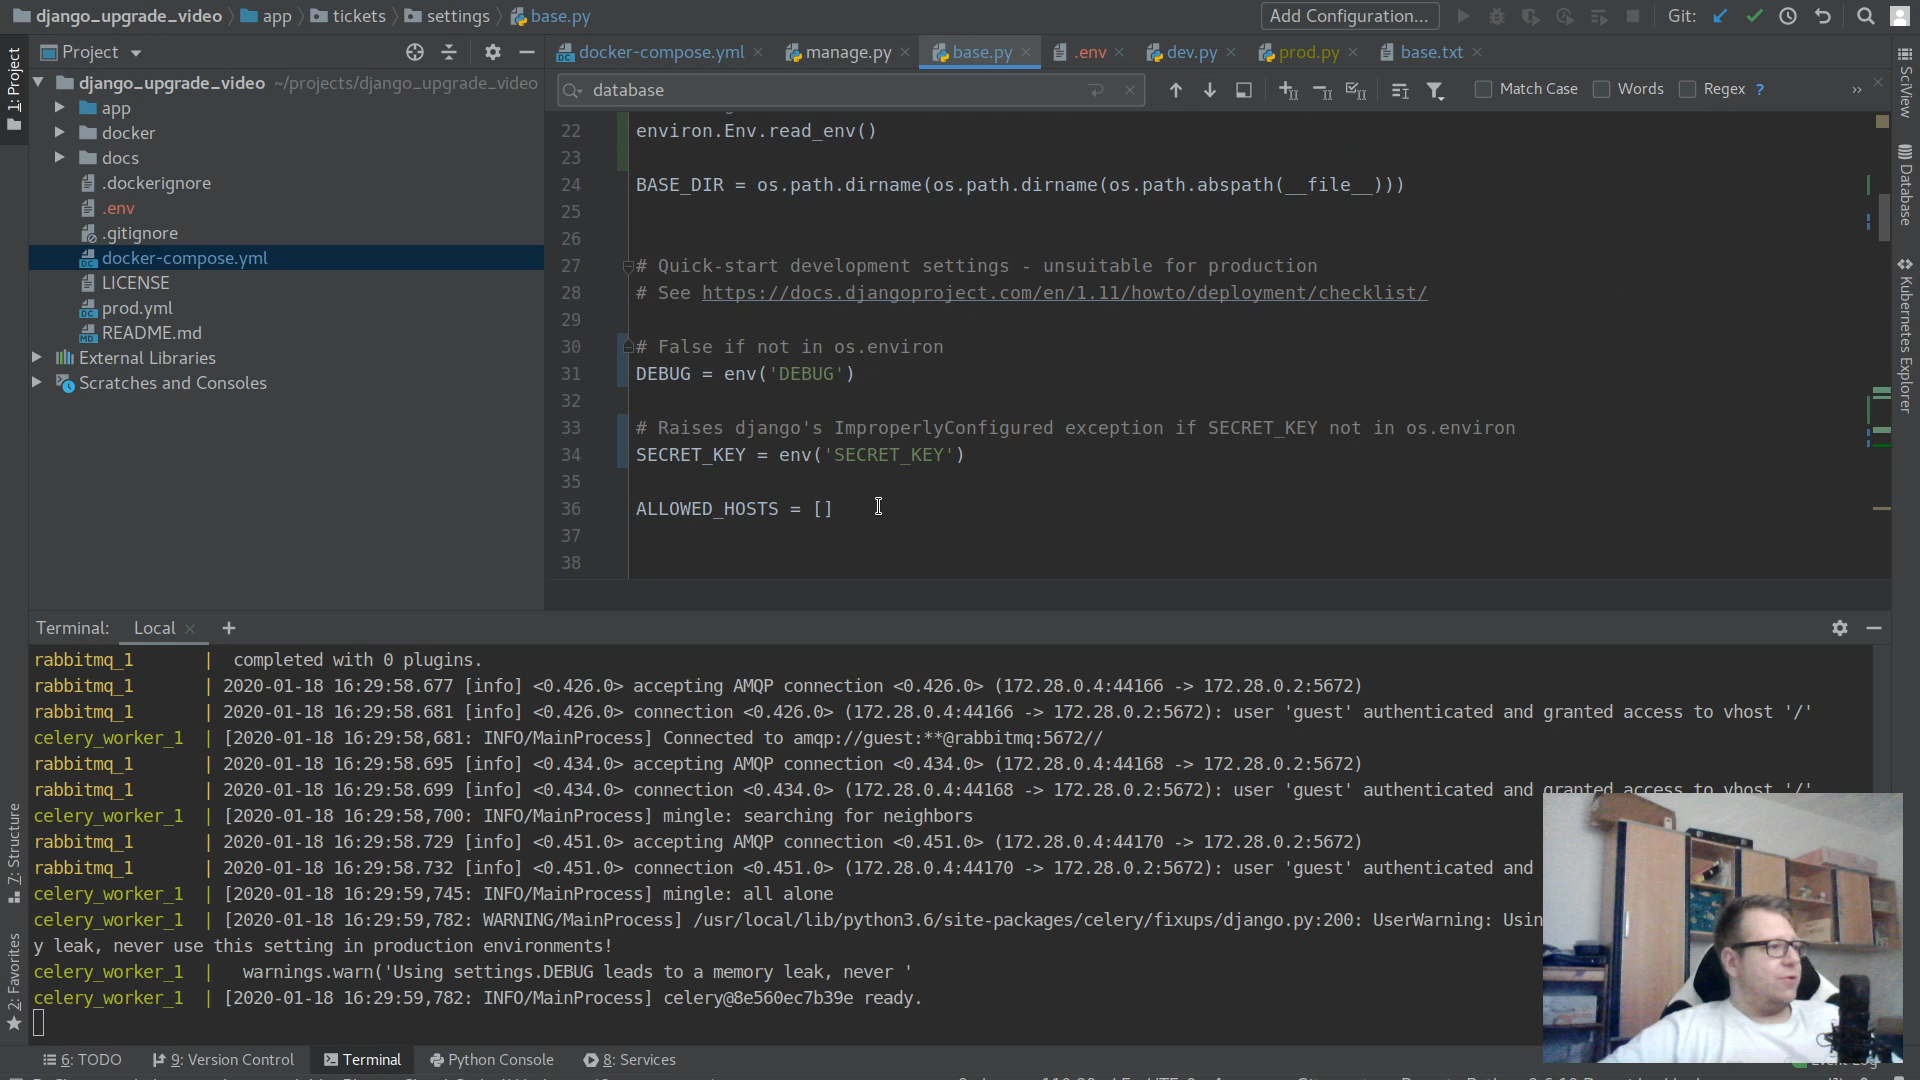 django_upgrade_video app tickets settings base.py Add Configuration... Git:
1: Project
Project
docker-compose.yml manage.py base.py .env dev.py prod.py base.txt
django_upgrade_video ~/projects/django_upgrade_video
app
docker
docs
.dockerignore
.env
.gitignore
docker-compose.yml
LICENSE
prod.yml
README.md
External Libraries
Scratches and Consoles
database Match Case Words Regex ?
22 environ.Env.read_env()
23
24 BASE_DIR = os.path.dirname(os.path.dirname(os.path.abspath(__file__)))
25
26
27 # Quick-start development settings - unsuitable for production
28 # See https://docs.djangoproject.com/en/1.11/howto/deployment/checklist/
29
30 # False if not in os.environ
31 DEBUG = env('DEBUG')
32
33 # Raises django's ImproperlyConfigured exception if SECRET_KEY not in os.environ
34 SECRET_KEY = env('SECRET_KEY')
35
36 ALLOWED_HOSTS = []
37
38
SciView
Database
Kubernetes Explorer
Terminal: Local +
rabbitmq_1 | completed with 0 plugins.
rabbitmq_1 | 2020-01-18 16:29:58.677 [info] <0.426.0> accepting AMQP connection <0.426.0> (172.28.0.4:44166 -> 172.28.0.2:5672)
rabbitmq_1 | 2020-01-18 16:29:58.681 [info] <0.426.0> connection <0.426.0> (172.28.0.4:44166 -> 172.28.0.2:5672): user 'guest' authenticated and granted access to vhost '/'
celery_worker_1 | [2020-01-18 16:29:58,681: INFO/MainProcess] Connected to amqp://guest:**@rabbitmq:5672//
rabbitmq_1 | 2020-01-18 16:29:58.695 [info] <0.434.0> accepting AMQP connection <0.434.0> (172.28.0.4:44168 -> 172.28.0.2:5672)
rabbitmq_1 | 2020-01-18 16:29:58.699 [info] <0.434.0> connection <0.434.0> (172.28.0.4:44168 -> 172.28.0.2:5672): user 'guest' authenticated and granted access to vhost '/'
celery_worker_1 | [2020-01-18 16:29:58,700: INFO/MainProcess] mingle: searching for neighbors
rabbitmq_1 | 2020-01-18 16:29:58.729 [info] <0.451.0> accepting AMQP connection <0.451.0> (172.28.0.4:44170 -> 172.28.0.2:5672)
rabbitmq_1 | 2020-01-18 16:29:58.732 [info] <0.451.0> connection <0.451.0> (172.28.0.4:44170 -> 172.28.0.2:5672): user 'guest' authenticated and
celery_worker_1 | [2020-01-18 16:29:59,745: INFO/MainProcess] mingle: all alone
celery_worker_1 | [2020-01-18 16:29:59,782: WARNING/MainProcess] /usr/local/lib/python3.6/site-packages/celery/fixups/django.py:200: UserWarning: Usin
y leak, never use this setting in production environments!
celery_worker_1 | warnings.warn('Using settings.DEBUG leads to a memory leak, never '
celery_worker_1 | [2020-01-18 16:29:59,782: INFO/MainProcess] celery@8e560ec7b39e ready.
7: Structure
2: Favorites
6: TODO 9: Version Control Terminal Python Console 8: Services